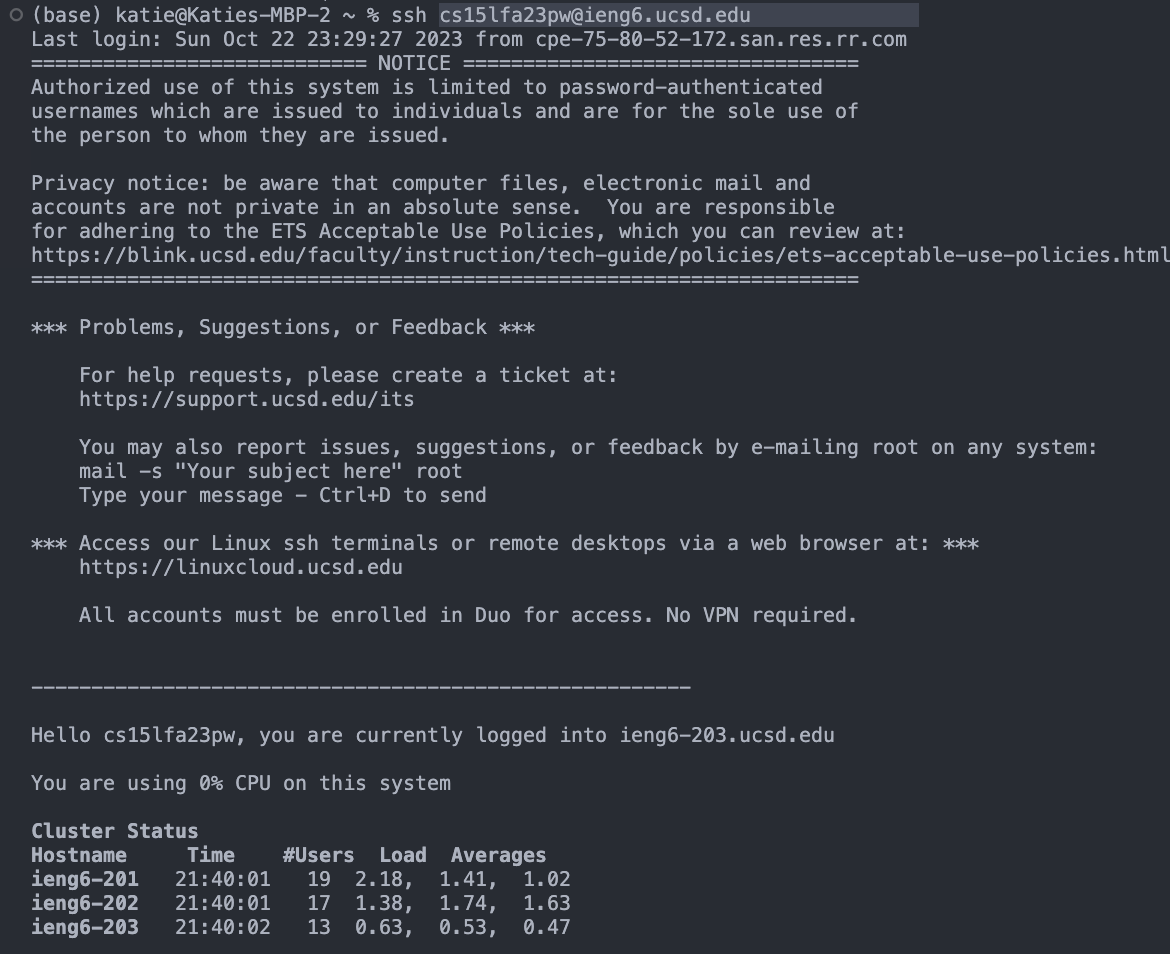 (base) katie@Katies-MBP-2 ~ % ssh cs15lfa23pw@ieng6.ucsd.edu
Last login: Sun Oct 22 23:29:27 2023 from cpe-75-80-52-172.san.res.rr.com
============================ NOTICE =================================
Authorized use of this system is limited to password-authenticated
usernames which are issued to individuals and are for the sole use of
the person to whom they are issued.

Privacy notice: be aware that computer files, electronic mail and
accounts are not private in an absolute sense.  You are responsible
for adhering to the ETS Acceptable Use Policies, which you can review at:
https://blink.ucsd.edu/faculty/instruction/tech-guide/policies/ets-acceptable-use-policies.html
=====================================================================

*** Problems, Suggestions, or Feedback ***

    For help requests, please create a ticket at:
    https://support.ucsd.edu/its

    You may also report issues, suggestions, or feedback by e-mailing root on any system:
    mail -s "Your subject here" root
    Type your message - Ctrl+D to send

*** Access our Linux ssh terminals or remote desktops via a web browser at: ***
    https://linuxcloud.ucsd.edu

    All accounts must be enrolled in Duo for access. No VPN required.


-------------------------------------------------------

Hello cs15lfa23pw, you are currently logged into ieng6-203.ucsd.edu

You are using 0% CPU on this system

Cluster Status
Hostname     Time    #Users  Load  Averages
ieng6-201   21:40:01   19  2.18,  1.41,  1.02
ieng6-202   21:40:01   17  1.38,  1.74,  1.63
ieng6-203   21:40:02   13  0.63,  0.53,  0.47